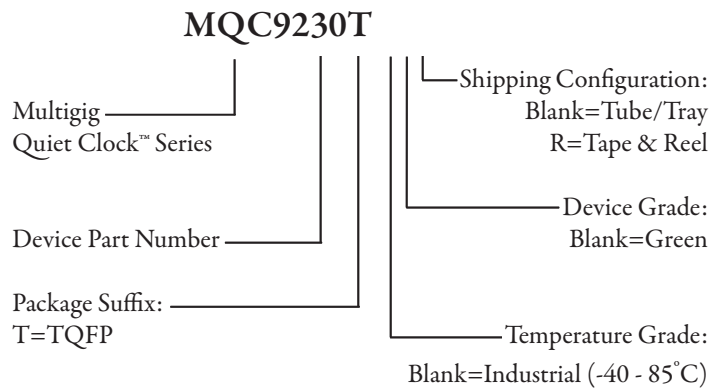 MQC9230T
Multigig
Quiet Clock™ Series
Device Part Number
Package Suffix:
T=TQFP
Shipping Configuration:
Blank=Tube/Tray
R=Tape & Reel
Device Grade:
Blank=Green
Temperature Grade:
Blank=Industrial (-40 - 85°C)